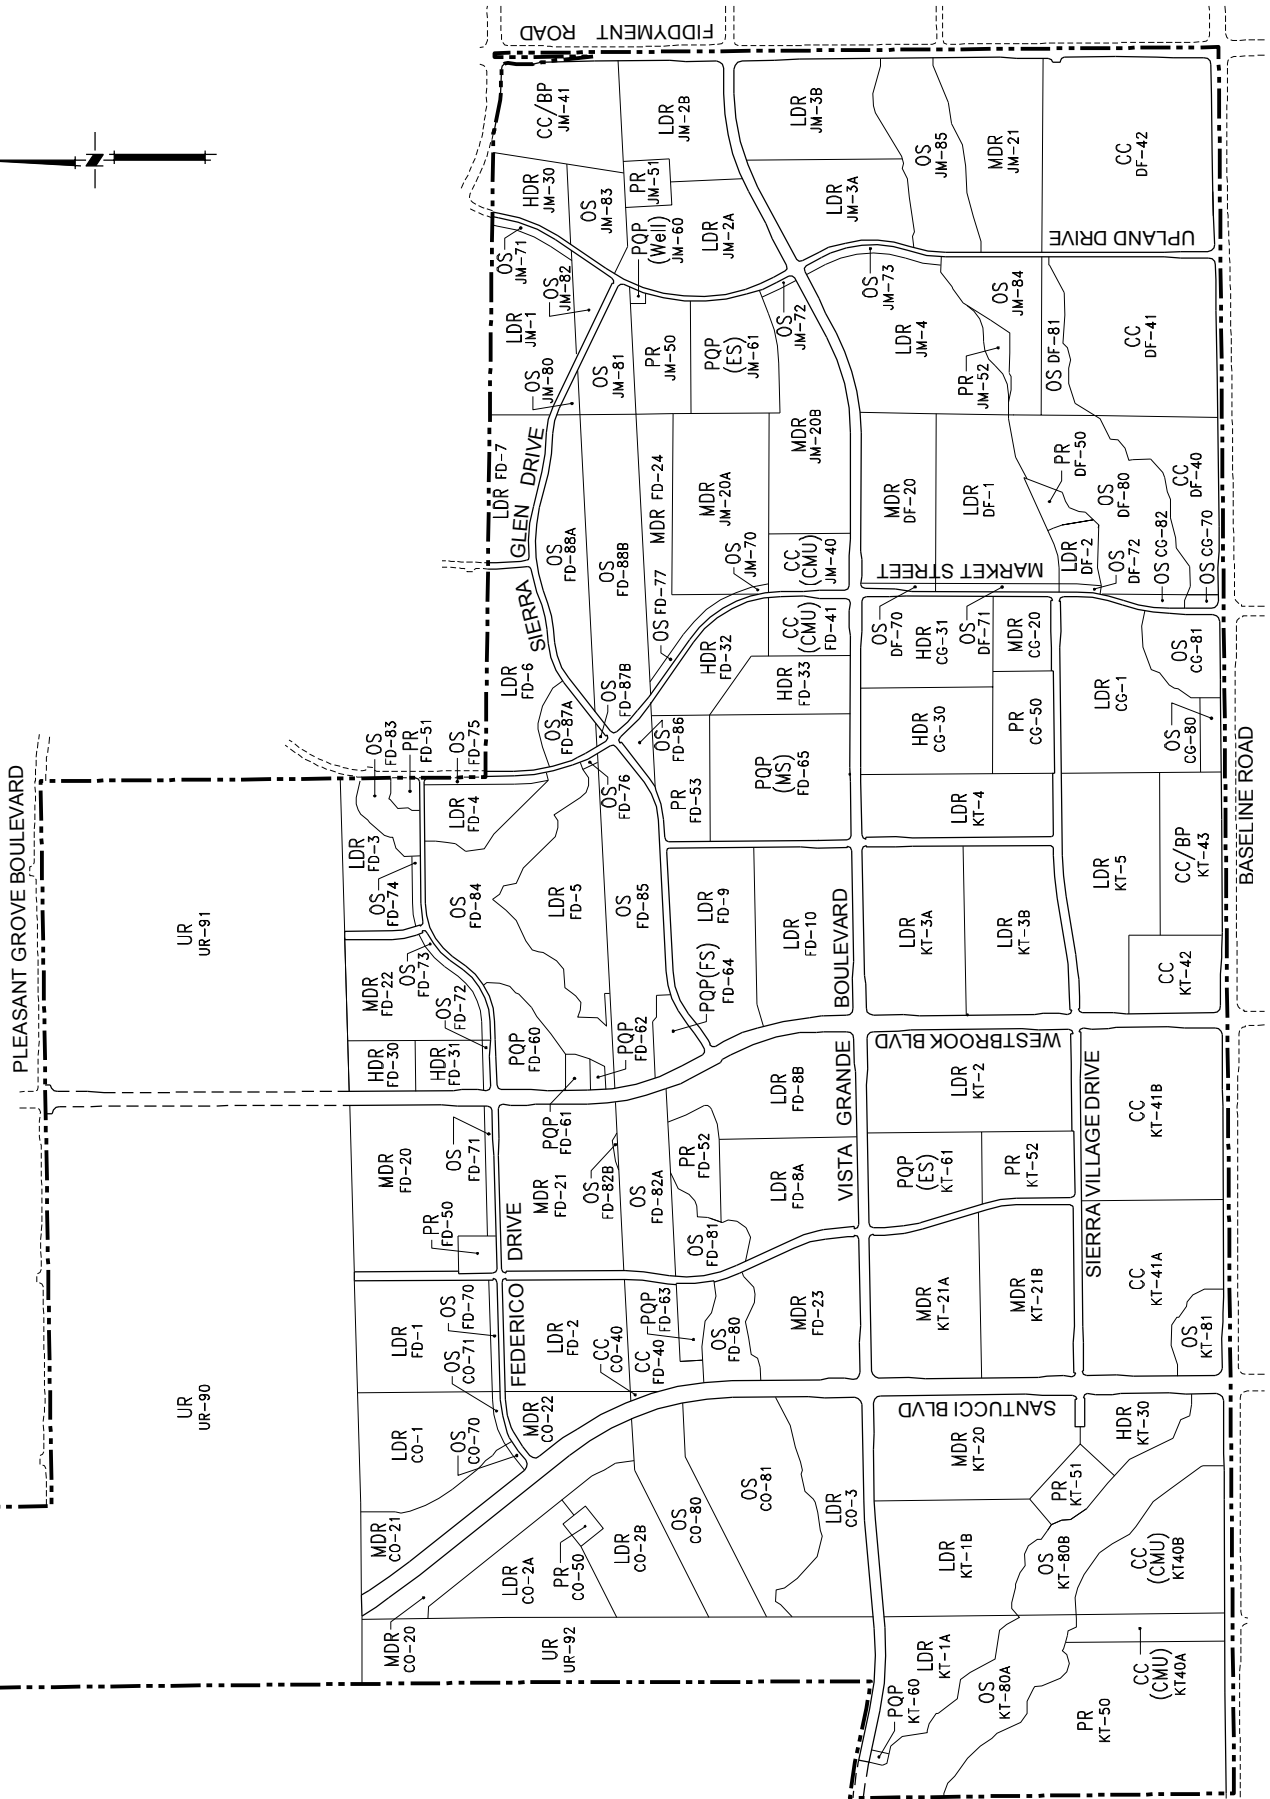 PLEASANT GROVE BOULEVARD
UR
UR-90
UR
UR-91
MDR
CO-21
LDR
CO-1
LDR
FD-1
MDR
FD-20
HDR
FD-30
MDR
FD-22
LDR
FD-3
OS
FD-83
PR
FD-51
OS
FD-75
MDR
CO-20
OS
CO-70
OS
CO-71
OS
FD-70
PR
FD-50
OS
FD-71
HDR
FD-31
OS
FD-72
OS
FD-73
OS
FD-74
OS
FD-84
LDR
FD-4
FEDERICO
DRIVE
UR
UR-92
LDR
CO-2A
PR
CO-50
LDR
CO-2B
MDR
CO-22
LDR
FD-2
CC
CO-40
CC
FD-40
PQP
FD-63
MDR
FD-21
OS
FD-82B
OS
FD-82A
PQP
FD-61
PQP
FD-60
PQP
FD-62
LDR
FD-5
OS
FD-85
OS
FD-76
OS
FD-87A
OS
FD-87B
LDR
FD-6
SIERRA
GLEN
DRIVE
LDR FD-7
OS
FD-88A
OS
FD-88B
OS
JM-80
LDR
JM-1
OS
JM-82
OS
JM-71
HDR
JM-30
OS
JM-83
CC/BP
JM-41
FIDDYMENT ROAD
OS
JM-81
PR
JM-50
PQP
(Well)
JM-60
PR
JM-51
LDR
JM-2B
LDR
JM-2A
PQP
(ES)
JM-61
OS
JM-72
MDR FD-24
MDR
JM-20A
MDR
JM-20B
OS
JM-70
CC
(CMU)
JM-40
OS FD-77
HDR
FD-32
CC
(CMU)
FD-41
HDR
FD-33
OS
FD-86
PR
FD-53
PQP
(MS)
FD-65
LDR
FD-9
LDR
FD-10
PQP(FS)
FD-64
PR
FD-52
OS
FD-81
LDR
FD-8B
LDR
FD-8A
OS
FD-80
MDR
FD-23
OS
CO-80
OS
CO-81
LDR
CO-3
VISTA
GRANDE
BOULEVARD
LDR
JM-3B
LDR
JM-3A
OS
JM-85
MDR
JM-21
CC
DF-42
UPLAND DRIVE
OS
JM-73
LDR
JM-4
PR
JM-52
OS
JM-84
OS DF-81
CC
DF-41
MDR
DF-20
LDR
DF-1
PR
DF-50
LDR
DF-2
OS
DF-80
CC
DF-40
OS
DF-72
OS CG-82
OS CG-70
MARKET STREET
OS
DF-70
OS
DF-71
HDR
CG-31
MDR
CG-20
HDR
CG-30
PR
CG-50
LDR
CG-1
OS
CG-81
OS
CG-80
LDR
KT-4
LDR
KT-5
CC/BP
KT-43
CC
KT-42
LDR
KT-3A
LDR
KT-3B
WESTBROOK BLVD
LDR
KT-2
PQP
(ES)
KT-61
PR
KT-52
SIERRA VILLAGE DRIVE
CC
KT-41B
CC
KT-41A
OS
KT-81
MDR
KT-21A
MDR
KT-21B
SANTUCCI BLVD
MDR
KT-20
PR
KT-51
HDR
KT-30
LDR
KT-1B
OS
KT-80B
CC
(CMU)
KT40B
PQP
KT-60
LDR
KT-1A
OS
KT-80A
PR
KT-50
CC
(CMU)
KT40A
BASELINE ROAD